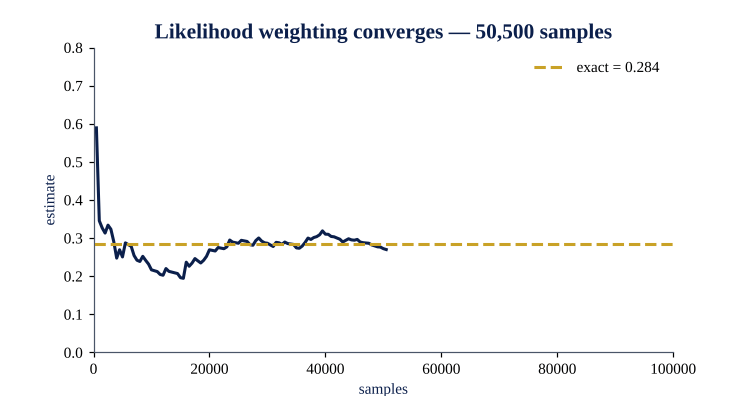 Likelihood weighting converges — 50,500 samples
exact = 0.284
estimate
0.8
0.7
0.6
0.5
0.4
0.3
0.2
0.1
0.0
0 20000 40000 60000 80000 100000
samples